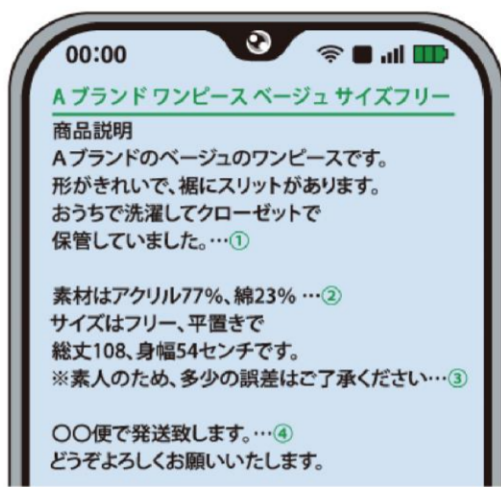 00:00
Aブランド ワンピース ベージュ サイズフリー
商品説明
Aブランドのベージュのワンピースです。
形がきれいで、裾にスリットがあります。
おうちで洗濯してクローゼットで
保管していました。…①
素材はアクリル77%、綿23% …②
サイズはフリー、平置きで
総丈108、身幅54センチです。
※素人のため、多少の誤差はご了承ください…③
〇〇便で発送致します。…④
どうぞよろしくお願いいたします。